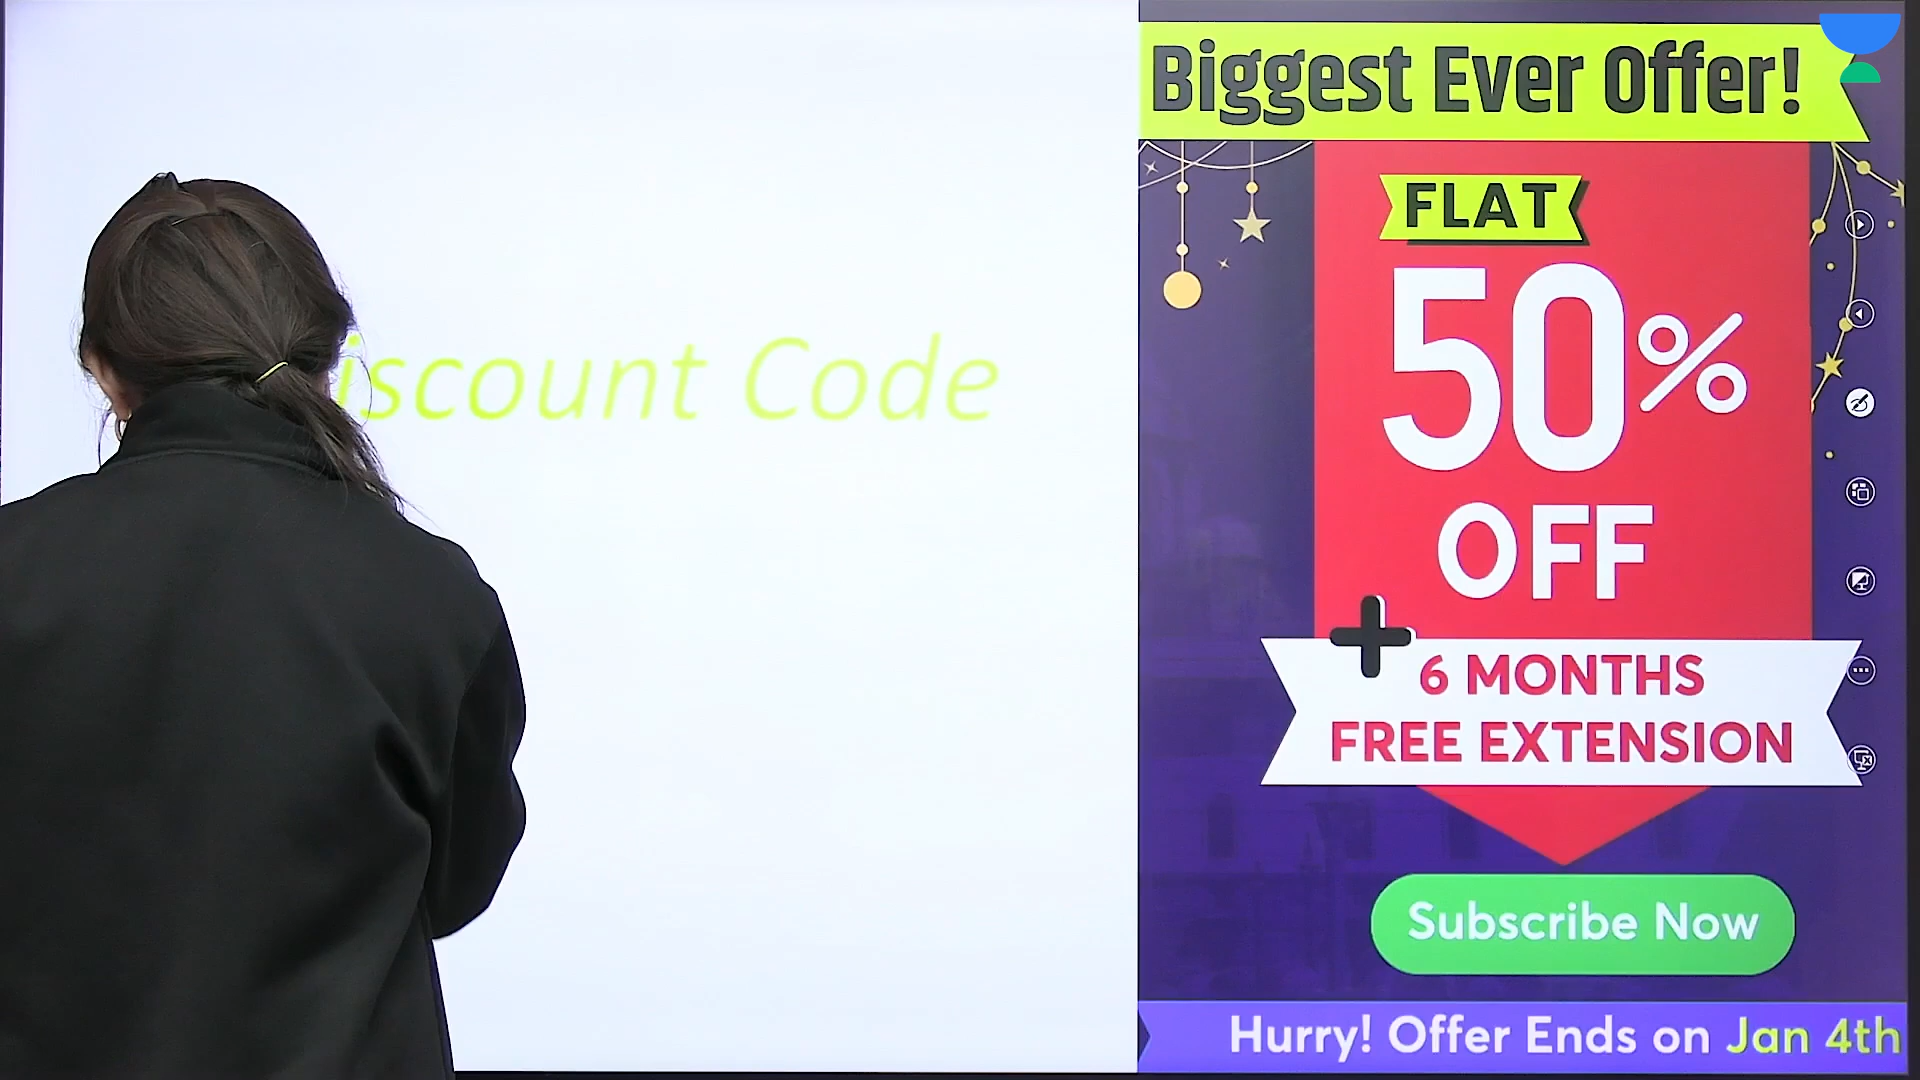 Code
Biggest Ever Offer!
FLAT
50%
OFF
+
6 MONTHS
FREE EXTENSION
Subscribe Now
Hurry! Offer Ends on Jan 4th